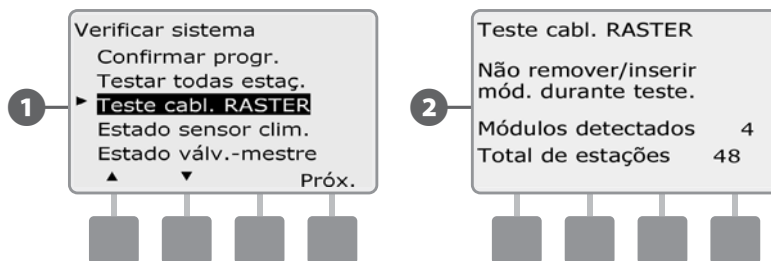 1
Verificar sistema
Confirmar progr.
Testar todas estaç.
Teste cabl. RASTER
Estado sensor clim.
Estado válv.-mestre
Próx.
2
Teste cabl. RASTER
Não remover/inserir
mód. durante teste.
Módulos detectados 4
Total de estações 48